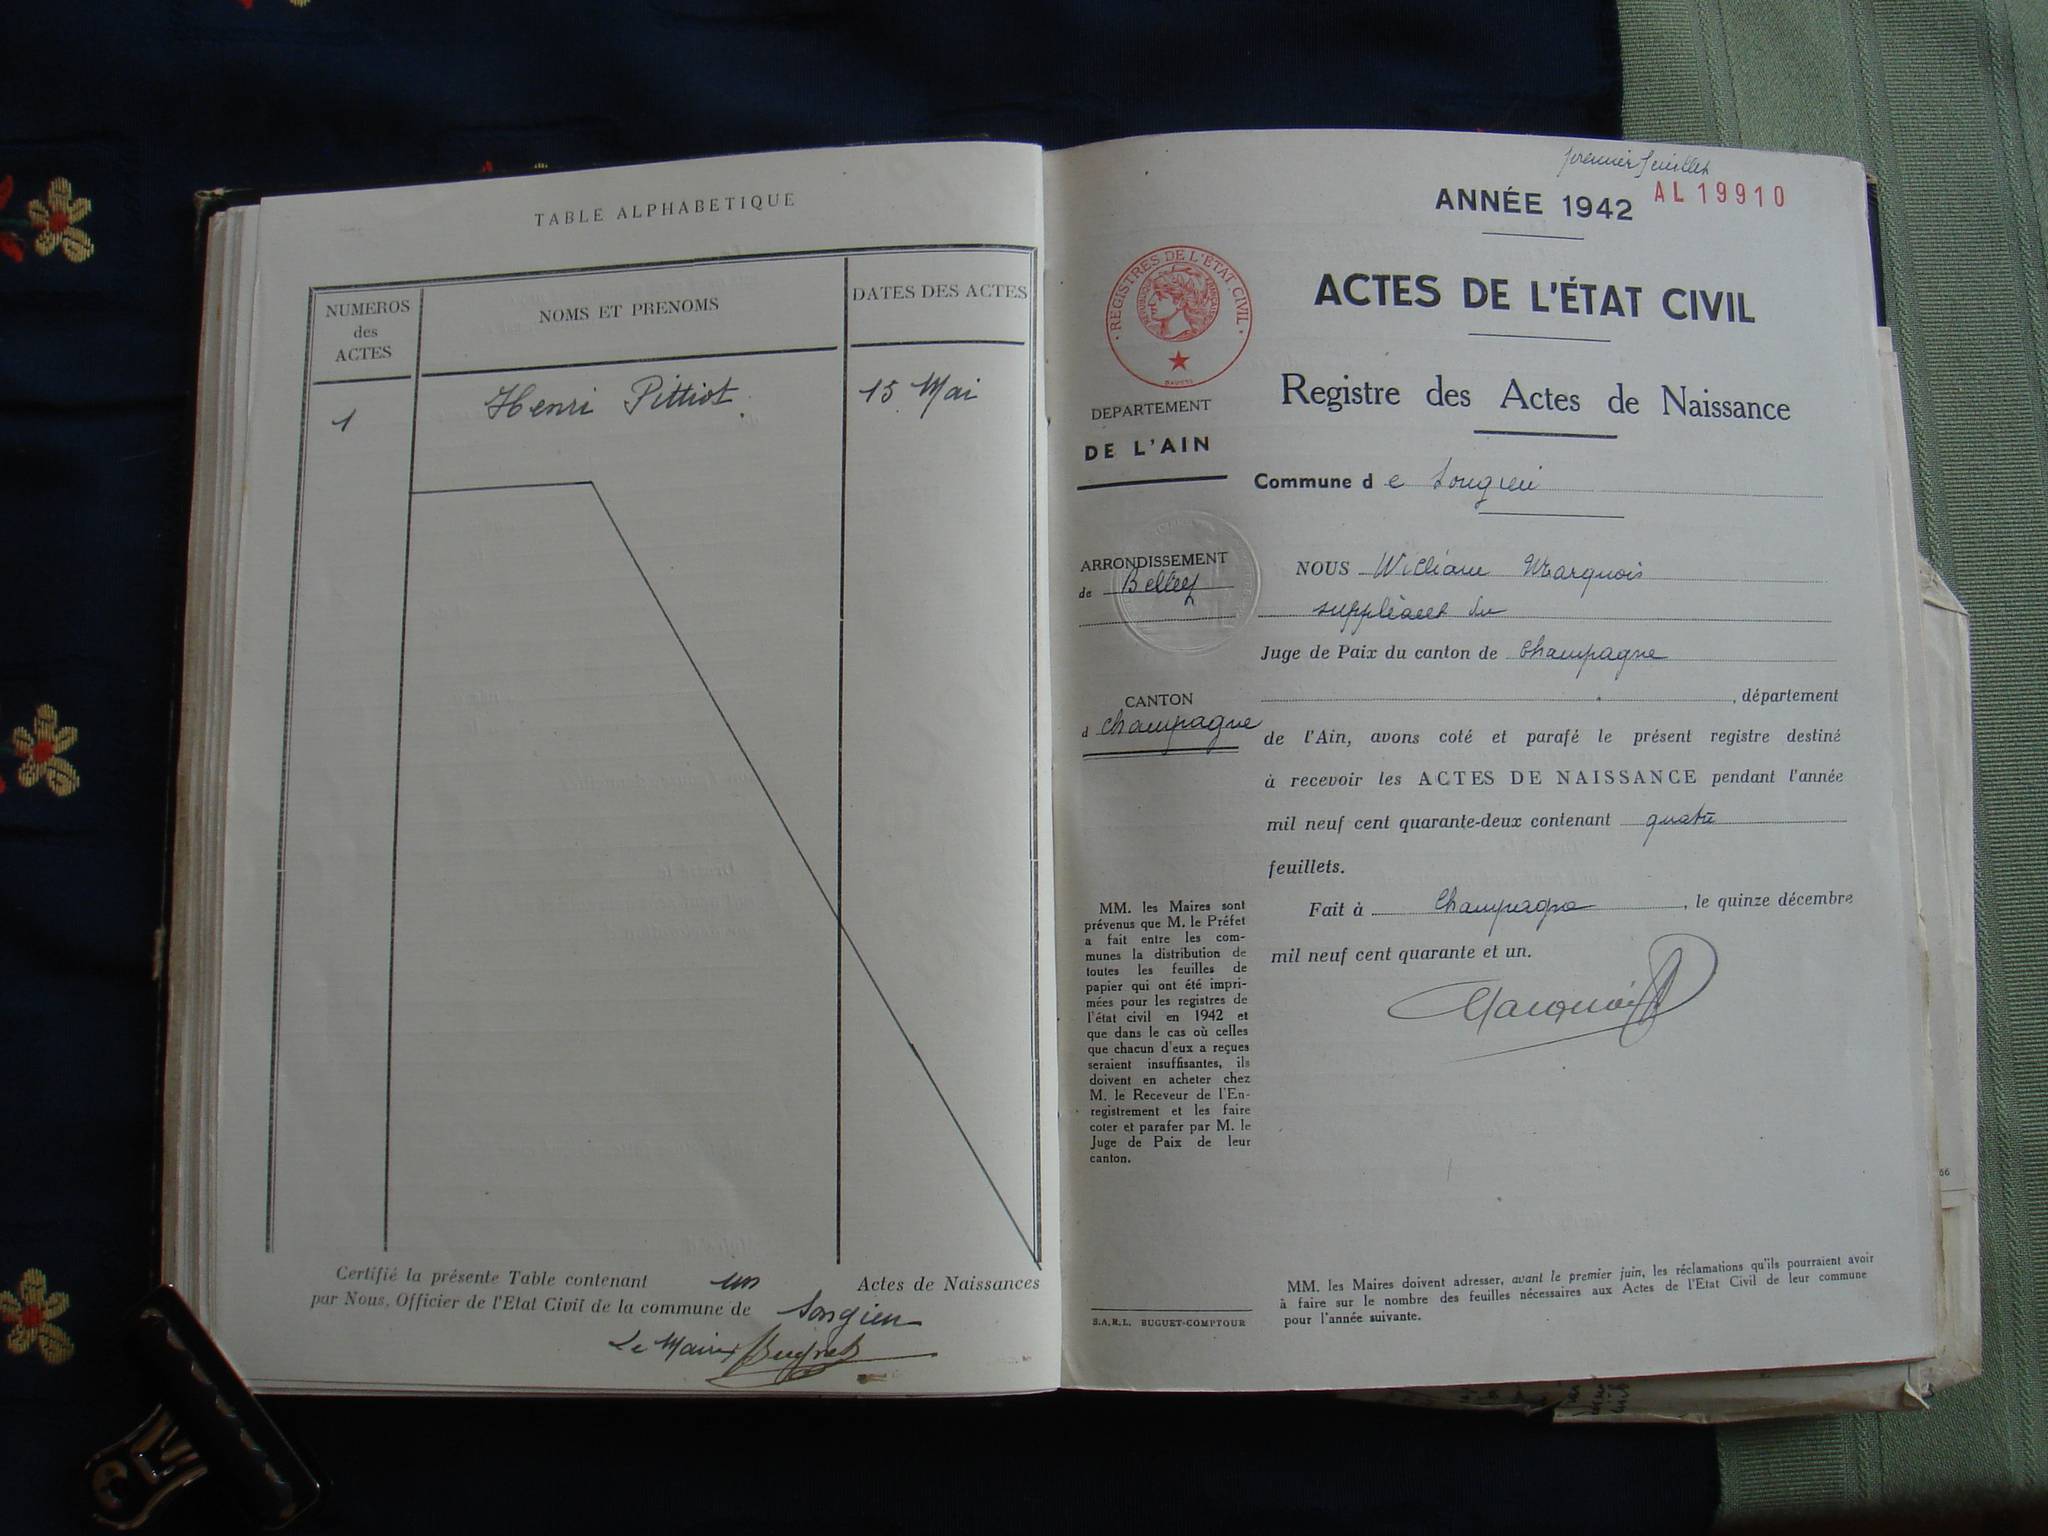 TABLE ALPHABETIQUE
NUMEROS
des
ACTES
NOMS ET PRENOMS
DATES DES ACTES
1
Henri Pittiot
15 Mai
Certifié la présente Table contenant un Actes de Naissances
par Nous, Officier de l'Etat Civil de la commune de Songieu
Le Maire
premier feuillet
ANNÉE 1942
AL 19910
REGISTRES DE L'ÉTAT CIVIL
RÉPUBLIQUE FRANÇAISE
ACTES DE L'ÉTAT CIVIL
Registre des Actes de Naissance
DEPARTEMENT
DE L'AIN
Commune d e Songieu
ARRONDISSEMENT
de Belley
NOUS William Marquois
suppléant du
Juge de Paix du canton de Champagne
, département
CANTON
d Champagne
de l'Ain, avons coté et parafé le présent registre destiné
à recevoir les ACTES DE NAISSANCE pendant l'année
mil neuf cent quarante-deux contenant quatre
feuillets.
Fait à Champagne, le quinze décembre
mil neuf cent quarante et un.
Marquois
MM. les Maires sont
prévenus que M. le Préfet
a fait entre les com-
munes la distribution de
toutes les feuilles de
papier qui ont été impri-
mées pour les registres de
l'état civil en 1942 et
que dans le cas où celles
que chacun d'eux a reçues
seraient insuffisantes, ils
doivent en acheter chez
M. le Receveur de l'En-
registrement et les faire
coter et parafer par M. le
Juge de Paix de leur
canton.
S.A.R.L. BUGUET-COMPTOUR
MM. les Maires doivent adresser, avant le premier juin, les réclamations qu'ils pourraient avoir
à faire sur le nombre des feuilles nécessaires aux Actes de l'Etat Civil de leur commune
pour l'année suivante.
66